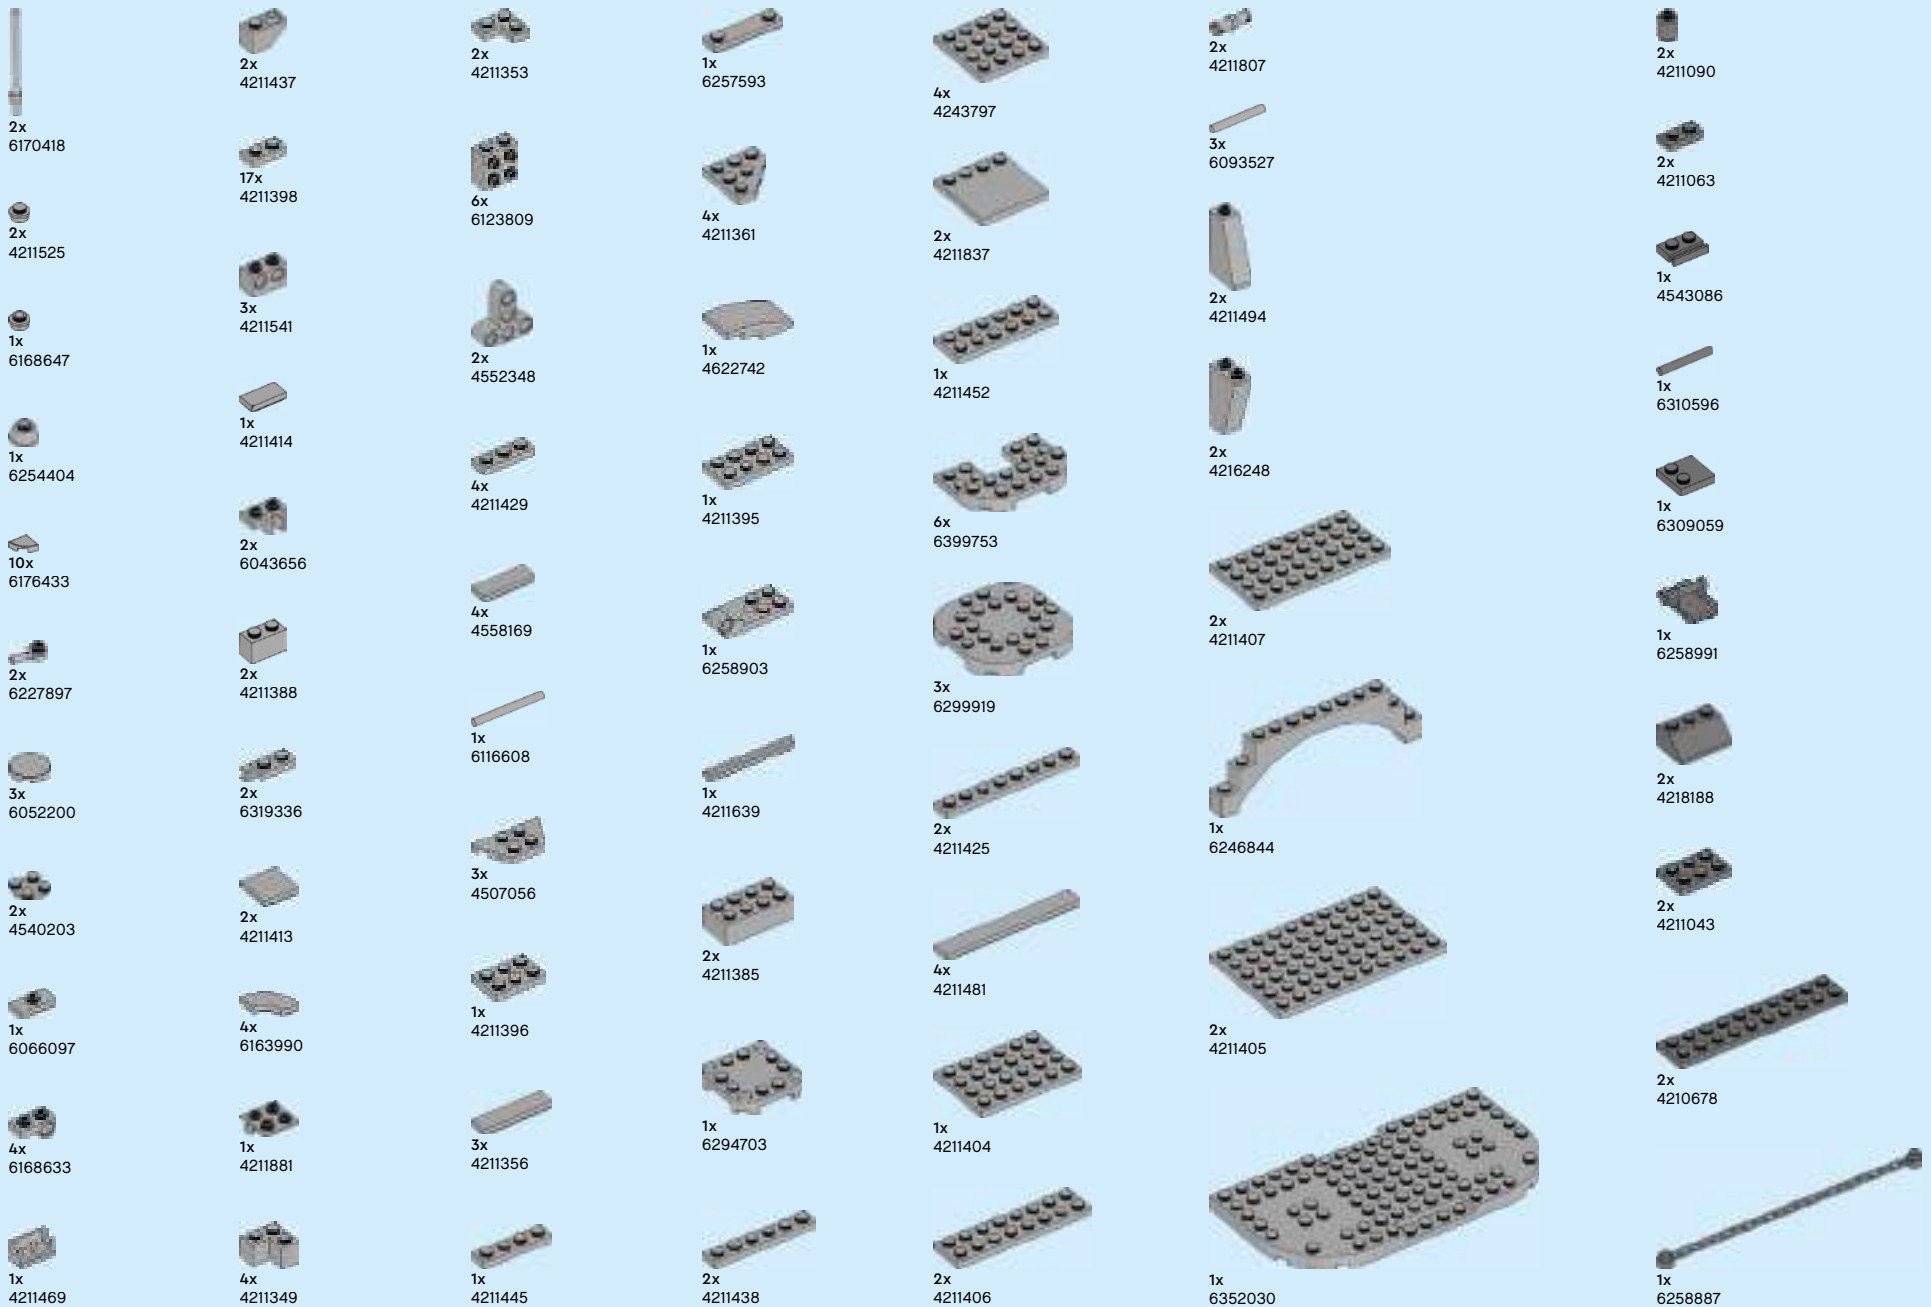 2x
6170418
2x
4211525
1x
6168647
1x
6254404
10x
6176433
2x
6227897
3x
6052200
2x
4540203
1x
6066097
4x
6168633
1x
4211469
2x
4211437
17x
4211398
3x
4211541
1x
4211414
2x
6043656
2x
4211388
2x
6319336
2x
4211413
4x
6163990
1x
4211881
4x
4211349
2x
4211353
6x
6123809
2x
4552348
4x
4211429
4x
4558169
1x
6116608
3x
4507056
1x
4211396
3x
4211356
1x
4211445
1x
6257593
4x
4211361
1x
4622742
1x
4211395
1x
6258903
1x
4211639
2x
4211385
1x
6294703
2x
4211438
4x
4243797
2x
4211837
1x
4211452
6x
6399753
3x
6299919
2x
4211425
4x
4211481
1x
4211404
2x
4211406
2x
4211807
3x
6093527
2x
4211494
2x
4216248
2x
4211407
1x
6246844
2x
4211405
1x
6352030
2x
4211090
2x
4211063
1x
4543086
1x
6310596
1x
6309059
1x
6258991
2x
4218188
2x
4211043
2x
4210678
1x
6258887